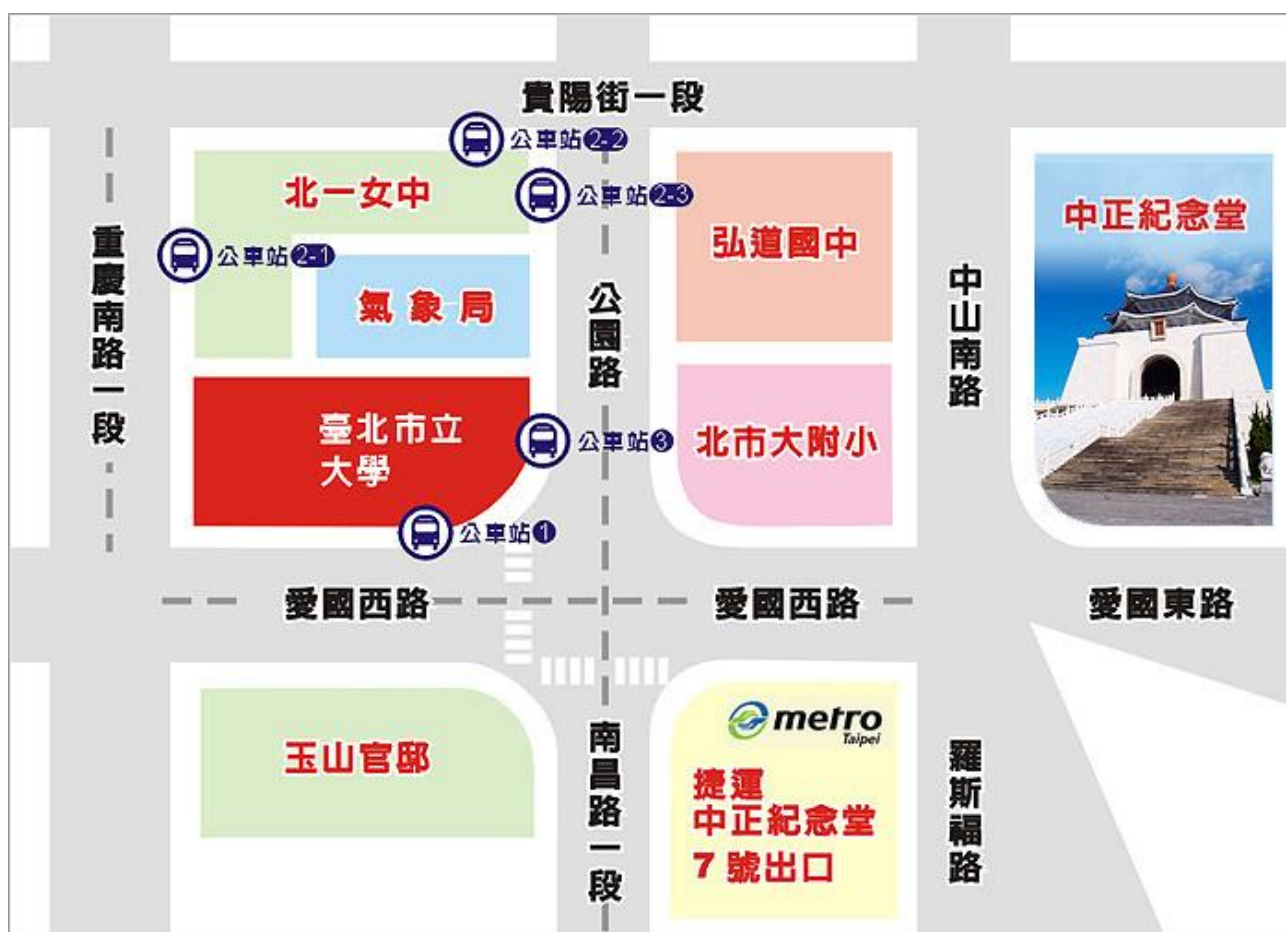 貴陽街一段
公車站2-2
北一女中
公車站2-3
弘道國中
中正紀念堂
公車站2-1
氣象局
重慶南路一段
公園路
中山南路
臺北市立
大學
公車站3
北市大附小
公車站1
愛國西路
愛國西路
愛國東路
玉山官邸
南昌路一段
metro
Taipei
捷運
中正紀念堂
7號出口
羅斯福路